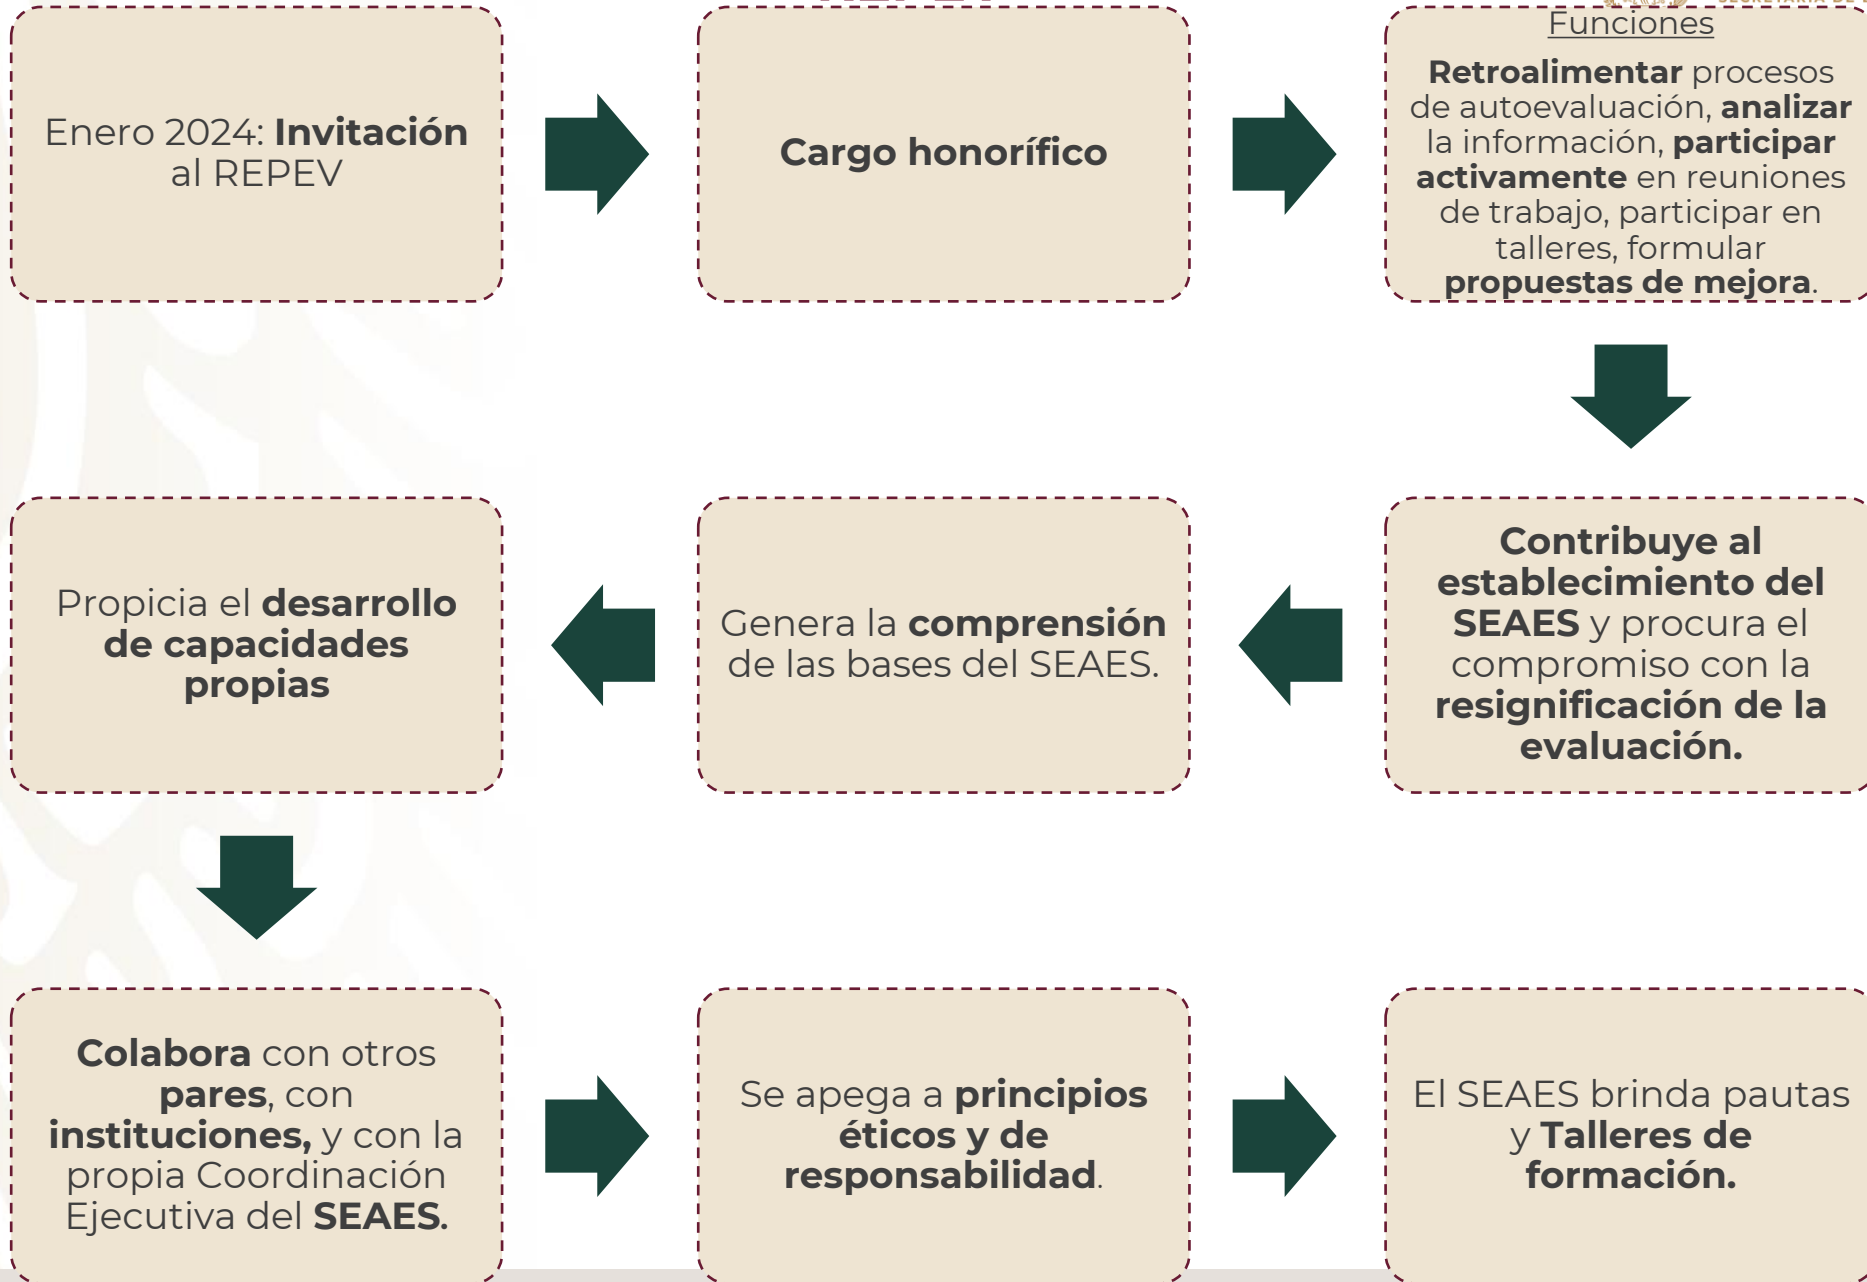 Enero 2024: Invitación
al REPEV
Cargo honorífico
Funciones
Retroalimentar procesos
de autoevaluación, analizar
la información, participar
activamente en reuniones
de trabajo, participar en
talleres, formular
propuestas de mejora.
Contribuye al
establecimiento del
SEAES y procura el
compromiso con la
resignificación de la
evaluación.
Genera la comprensión
de las bases del SEAES.
Propicia el desarrollo
de capacidades
propias
Colabora con otros
pares, con
instituciones, y con la
propia Coordinación
Ejecutiva del SEAES.
Se apega a principios
éticos y de
responsabilidad.
El SEAES brinda pautas
y Talleres de
formación.